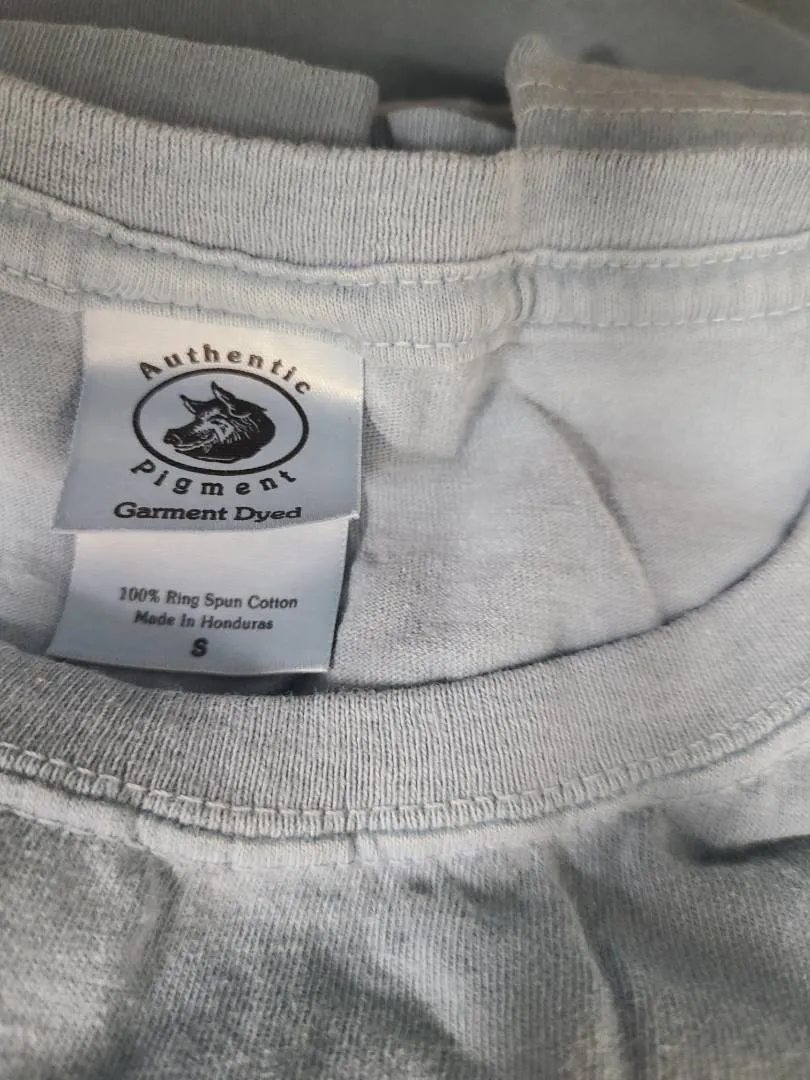 Authentic
Pigment
Garment Dyed
100% Ring Spun Cotton
Made In Honduras
S